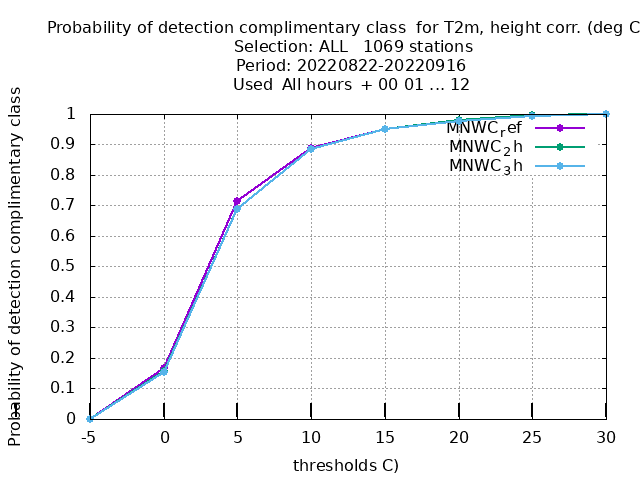 Probability of detection complimentary class for T2m, height corr. (deg C
Selection: ALL 1069 stations
Period: 20220822-20220916
Used All hours + 00 01 ... 12
Probability of detection complimentary class
1
0.9
0.8
0.7
0.6
0.5
0.4
0.3
0.2
0.1
0
MNWC_ref
MNWC_2h
MNWC_3h
-5 0 5 10 15 20 25 30
thresholds C)